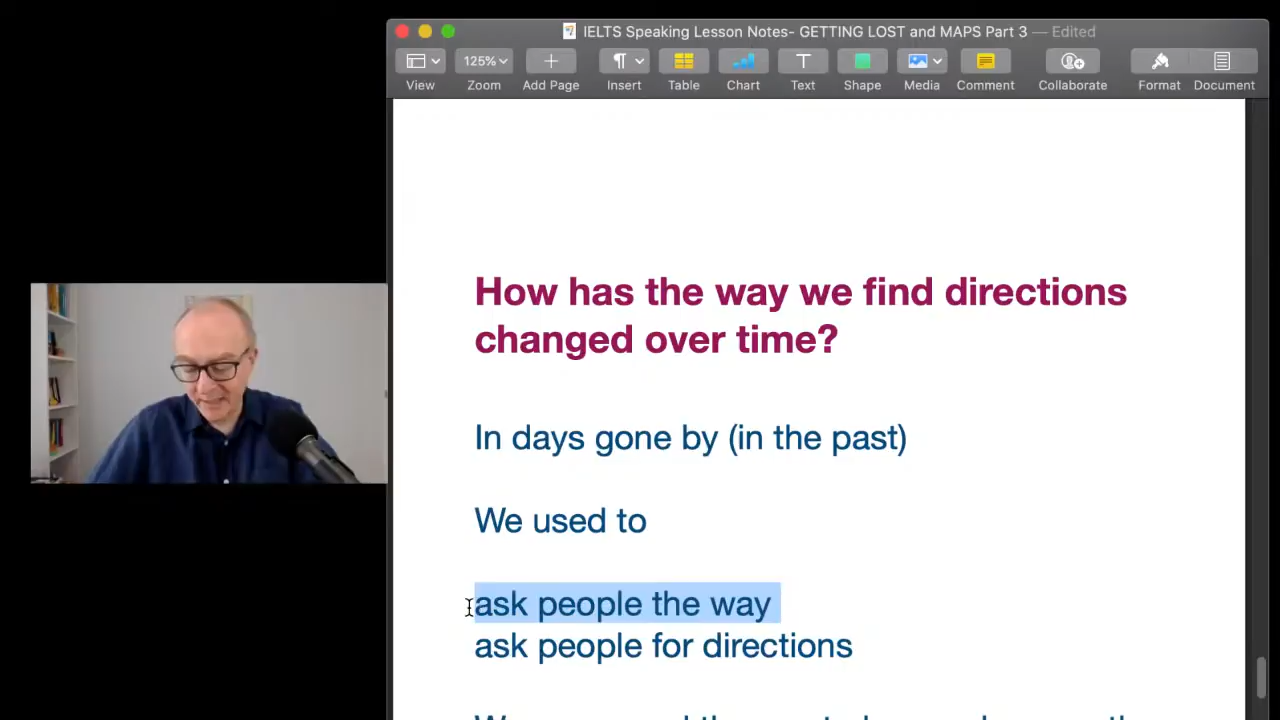 IELTS Speaking Lesson Notes- GETTING LOST and MAPS Part 3 — Edited
125%
View Zoom Add Page Insert Table Chart Text Shape Media Comment Collaborate Format Document
How has the way we find directions
changed over time?
In days gone by (in the past)
We used to
ask people the way
ask people for directions